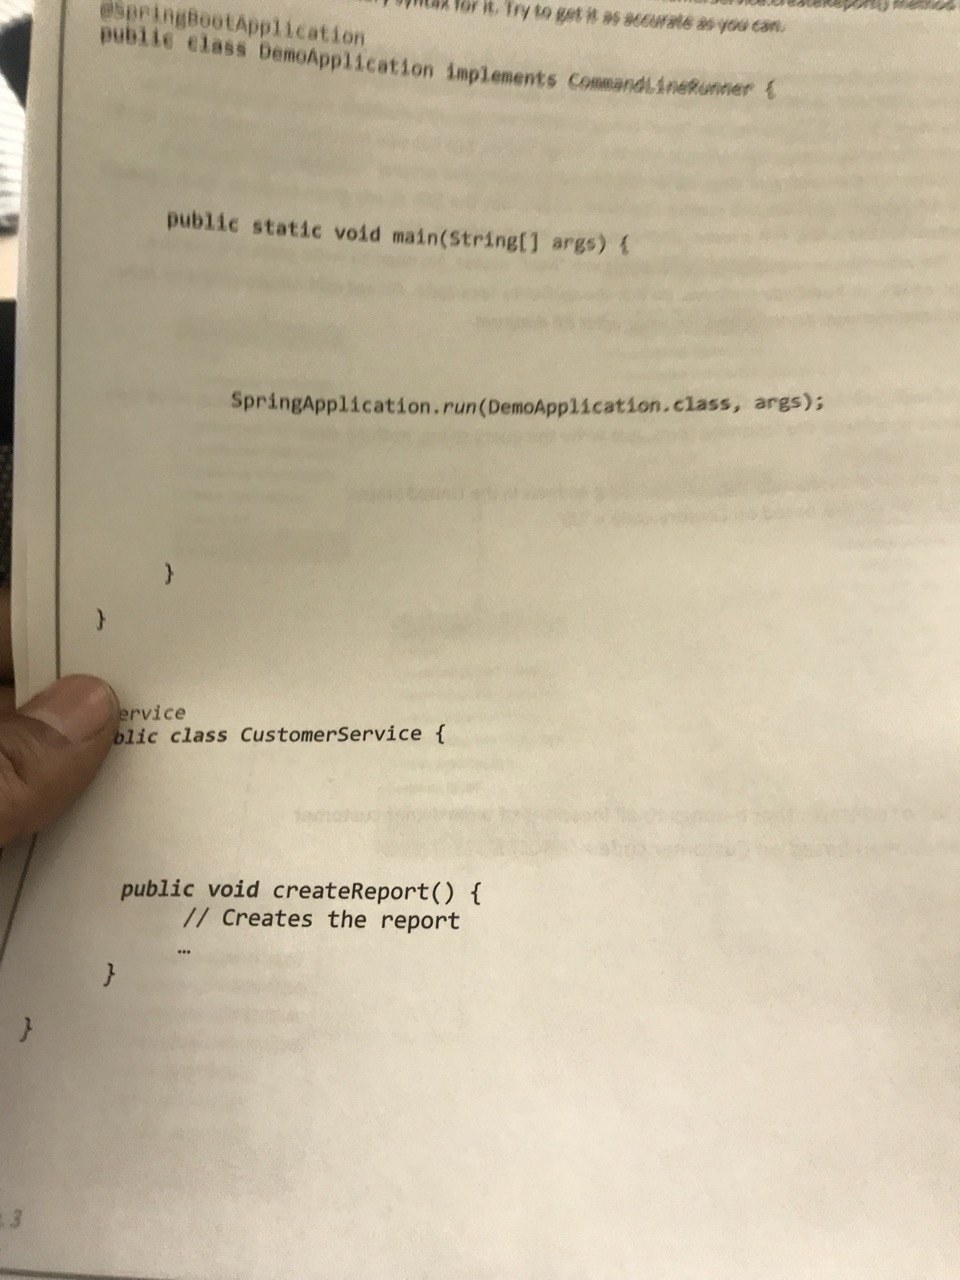 syntax for it. Try to get it as accurate as you can.
@SpringBootApplication
public class DemoApplication implements CommandLineRunner {
public static void main(String[] args) {
SpringApplication.run(DemoApplication.class, args);
}
}
ervice
blic class CustomerService {
public void createReport() {
// Creates the report
…
}
}
3